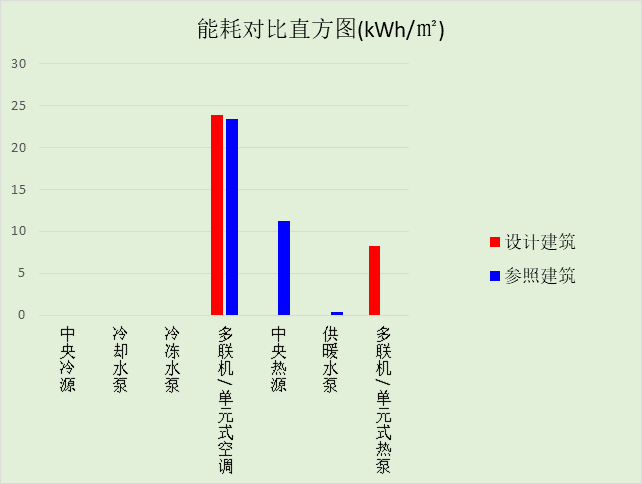 能耗对比直方图(kWh/㎡)
30
25
20
15
10
5
0
中央冷源
冷却水泵
冷冻水泵
多联机/单元式空调
中央热源
供暖水泵
多联机/单元式热泵
设计建筑
参照建筑